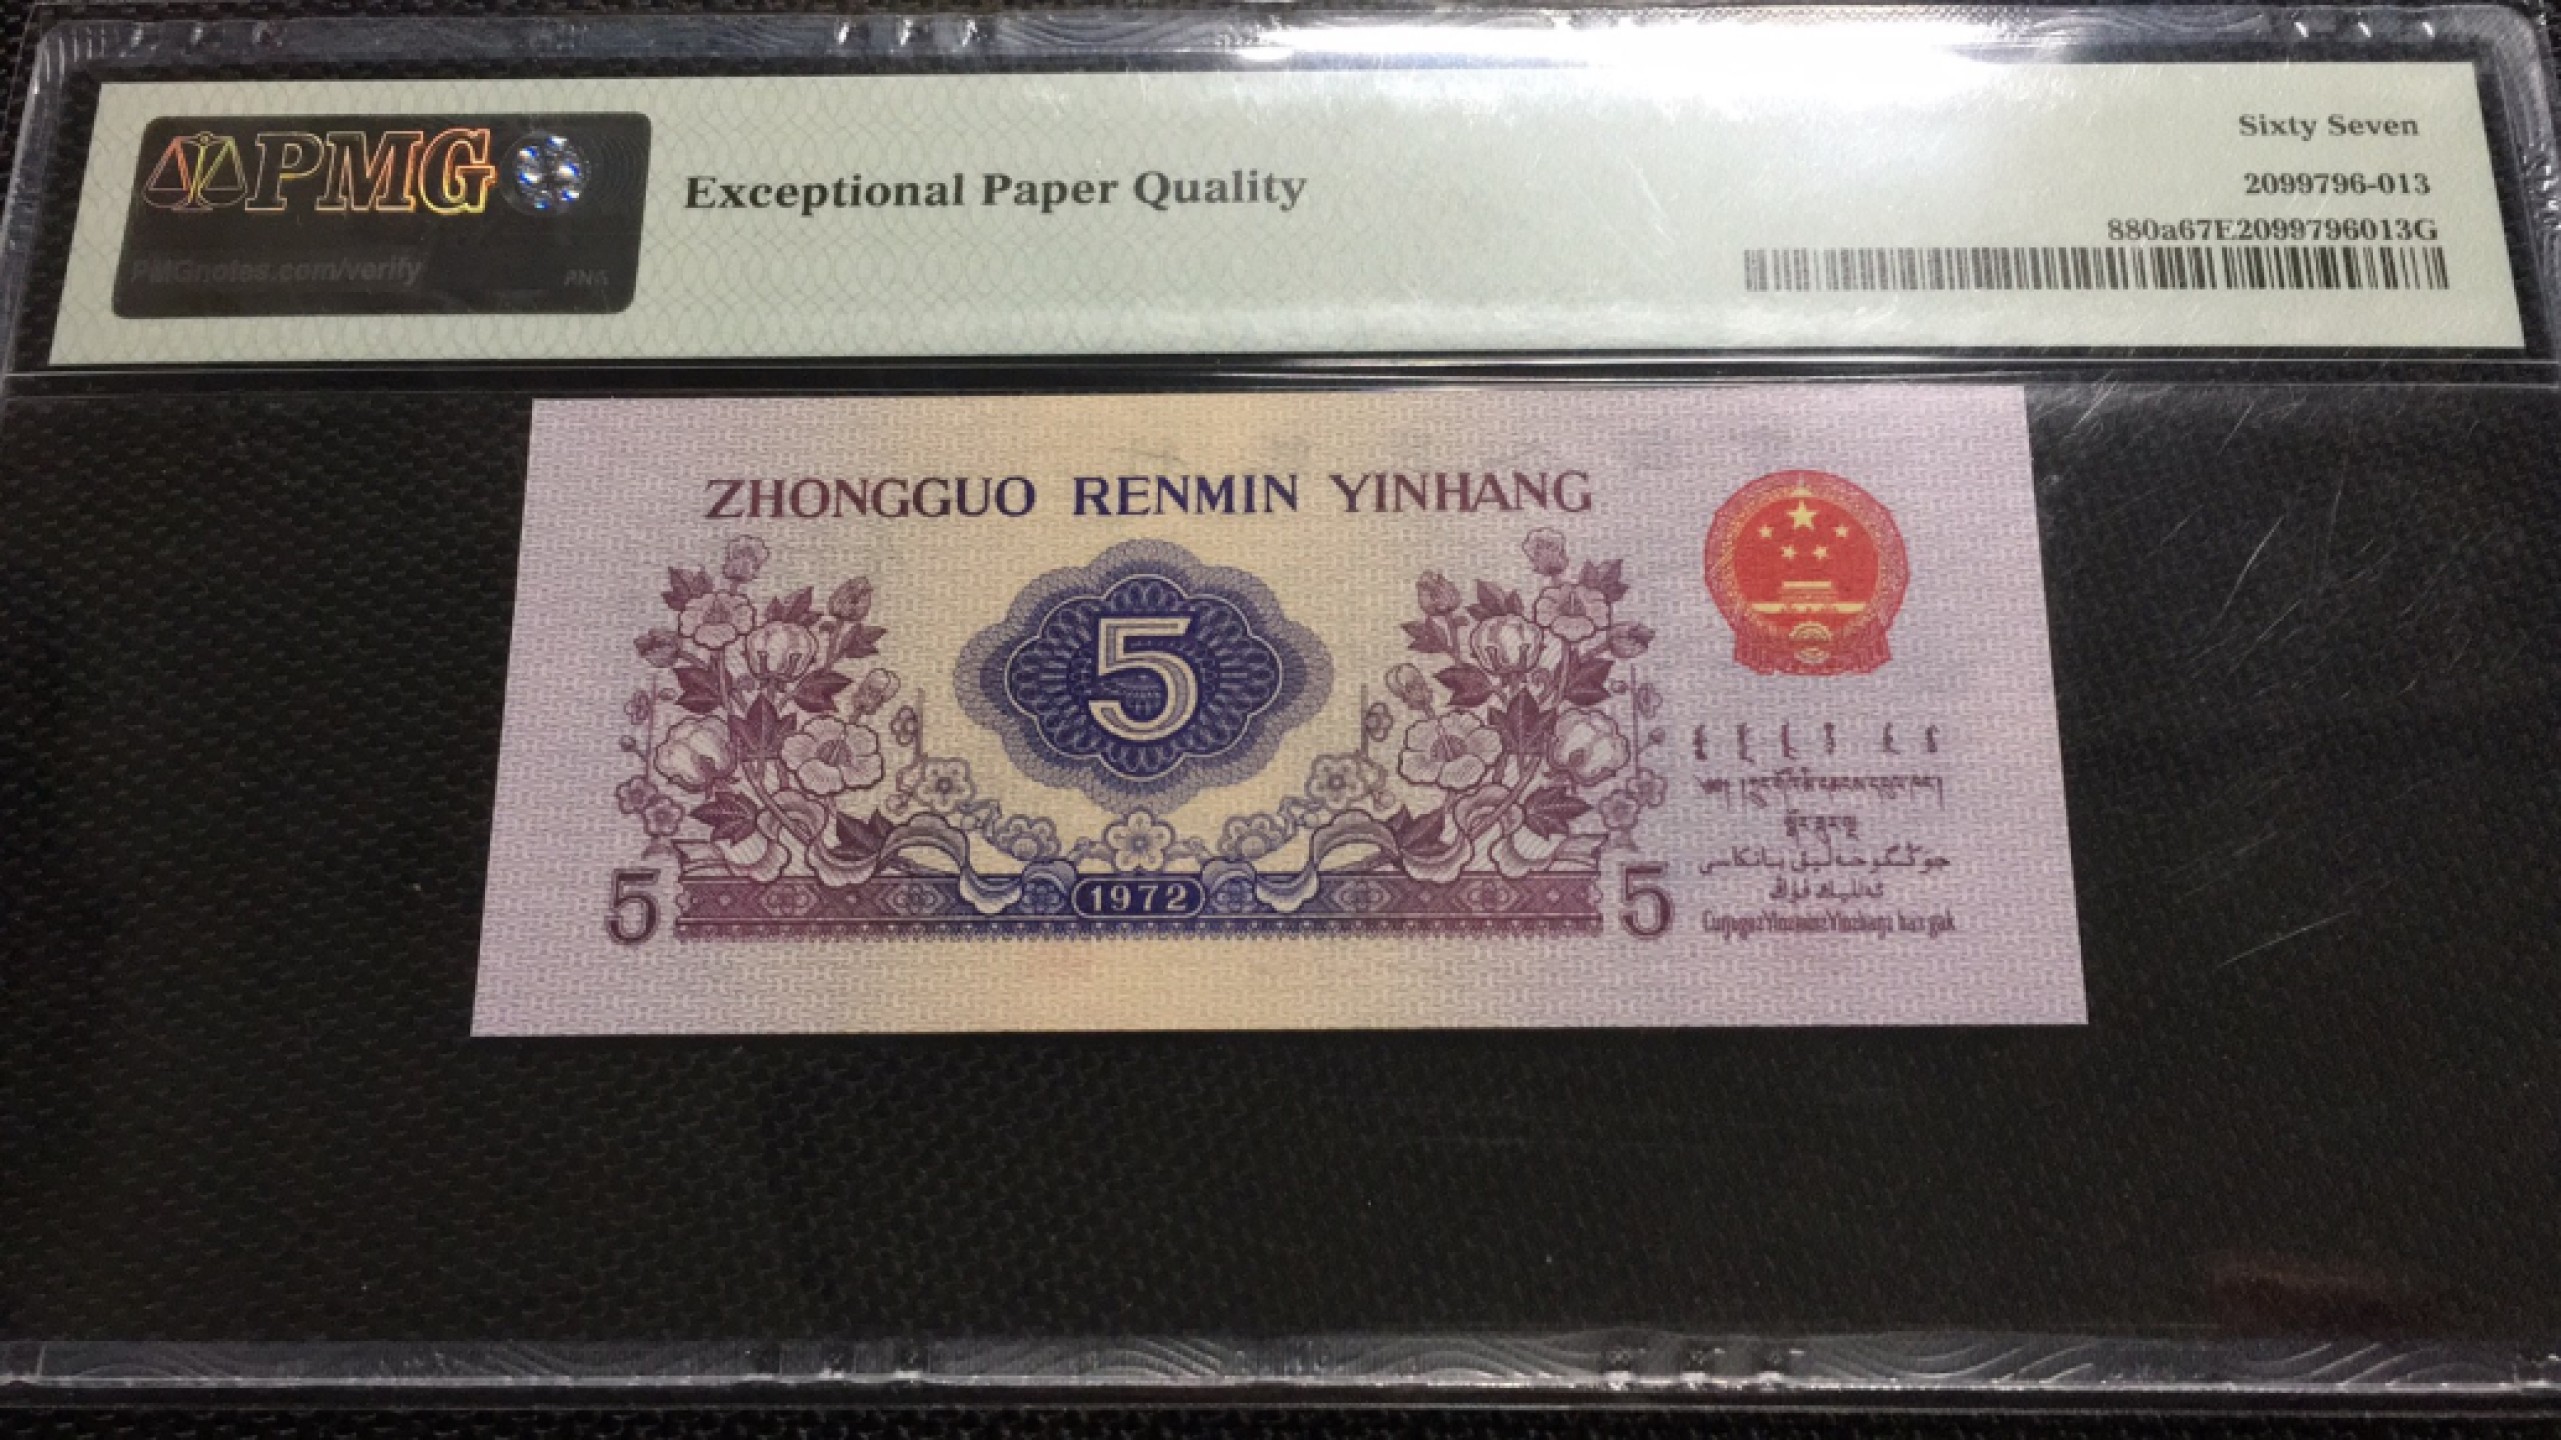 PMG
PMGnotes.com/verify
Exceptional Paper Quality
Sixty Seven
2099796-013
880a67E2099796013G
ZHONGGUO RENMIN YINHANG
5
1972
5
5